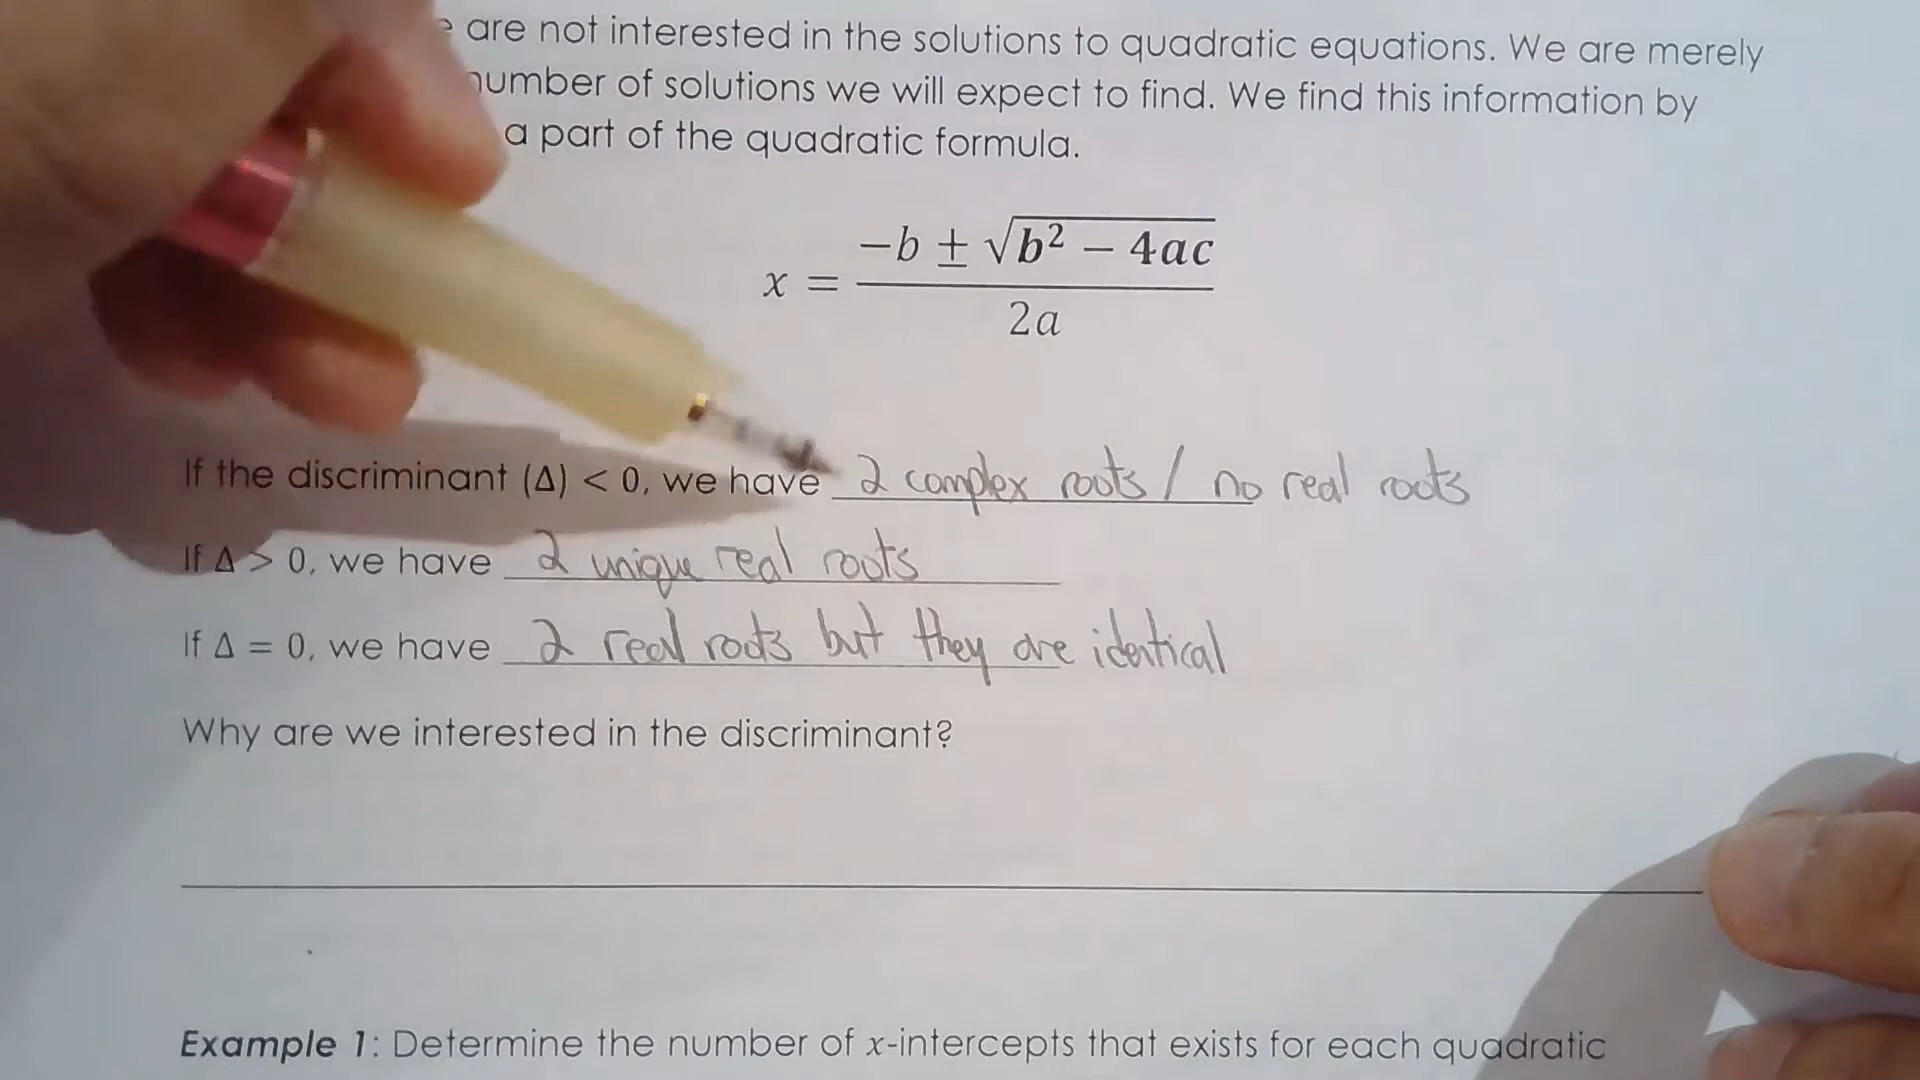 are not interested in the solutions to quadratic equations. We are merely
number of solutions we will expect to find. We find this information by
a part of the quadratic formula.
x = \frac{-b ± √(b² − 4ac)}{2a}
If the discriminant (Δ) < 0, we have 2 complex roots / no real roots
If Δ > 0, we have 2 unique real roots
If Δ = 0, we have 2 real roots but they are identical
Why are we interested in the discriminant?
Example 1: Determine the number of x-intercepts that exists for each quadratic